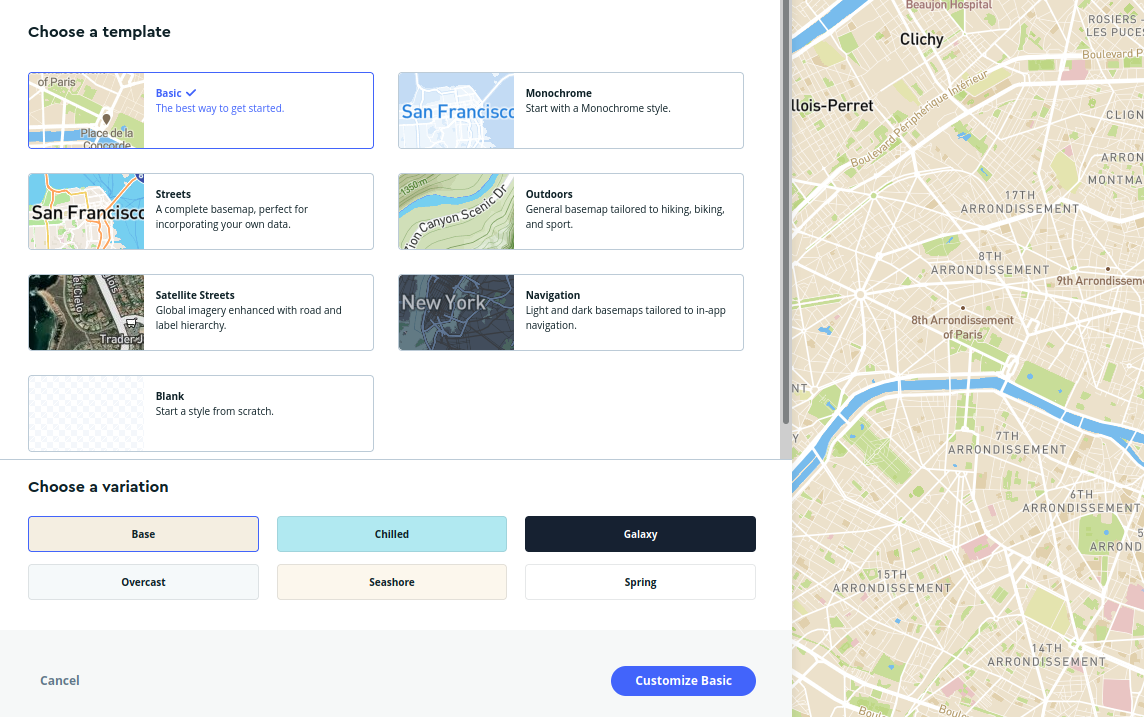 Choose a template
of Paris
Place de la
Concorde
Basic
The best way to get started.
San Francisco
Monochrome
Start with a Monochrome style.
San Francisco
Streets
A complete basemap, perfect for
incorporating your own data.
1350m
tion Canyon Scenic Dr
Outdoors
General basemap tailored to hiking, biking,
and sport.
Trader J
Satellite Streets
Global imagery enhanced with road and
label hierarchy.
New York
Navigation
Light and dark basemaps tailored to in-app
navigation.
Blank
Start a style from scratch.
Choose a variation
Base
Chilled
Galaxy
Overcast
Seashore
Spring
Cancel
Customize Basic
Beaujon Hospital
ROSIERS -
LES PUCES
Clichy
Boulevard P
llois-Perret
Boulevard Périphérique Intérieur
CLIGN
ARRON
MONTMA
17TH
ARRONDISSEMENT
8TH
ARRONDISSEMENT
9th Arrondissem
8th Arrondissement
of Paris
NT
Y
7TH
ARRONDISSEMENT
6TH
ARRONDISSEMENT
5
ARROND
15TH
ARRONDISSEMENT
14TH
ARRONDISSEMENT
Boulev
Boulev